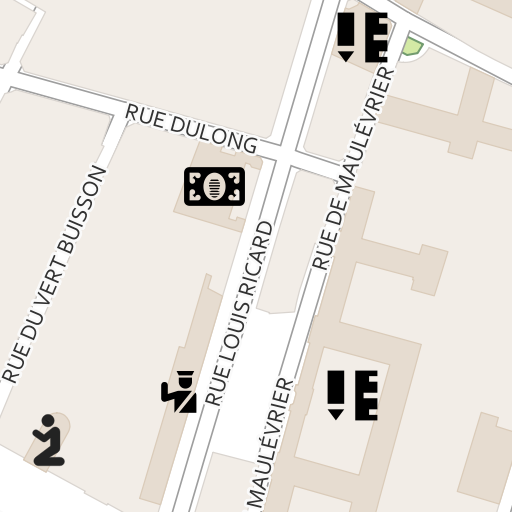 RUE DULONG
RUE DE MAULÉVRIER
RUE DU VERT BUISSON
RUE LOUIS RICARD
MAULÉVRIER